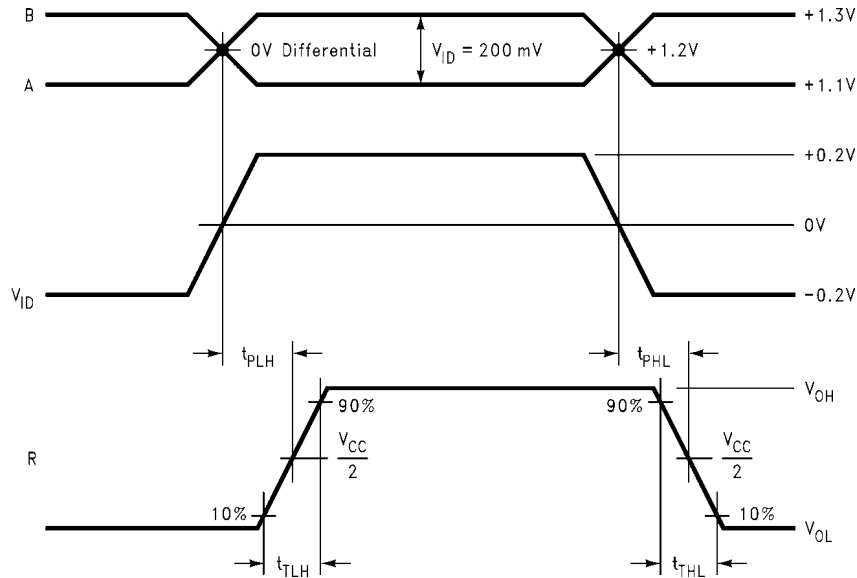 B
+1.3V
0V Differential
V_ID = 200 mV
+1.2V
A
+1.1V
+0.2V
0V
V_ID
-0.2V
t_PLH
t_PHL
V_OH
90%
90%
R
V_CC/2
V_CC/2
10%
10%
V_OL
t_TLH
t_THL